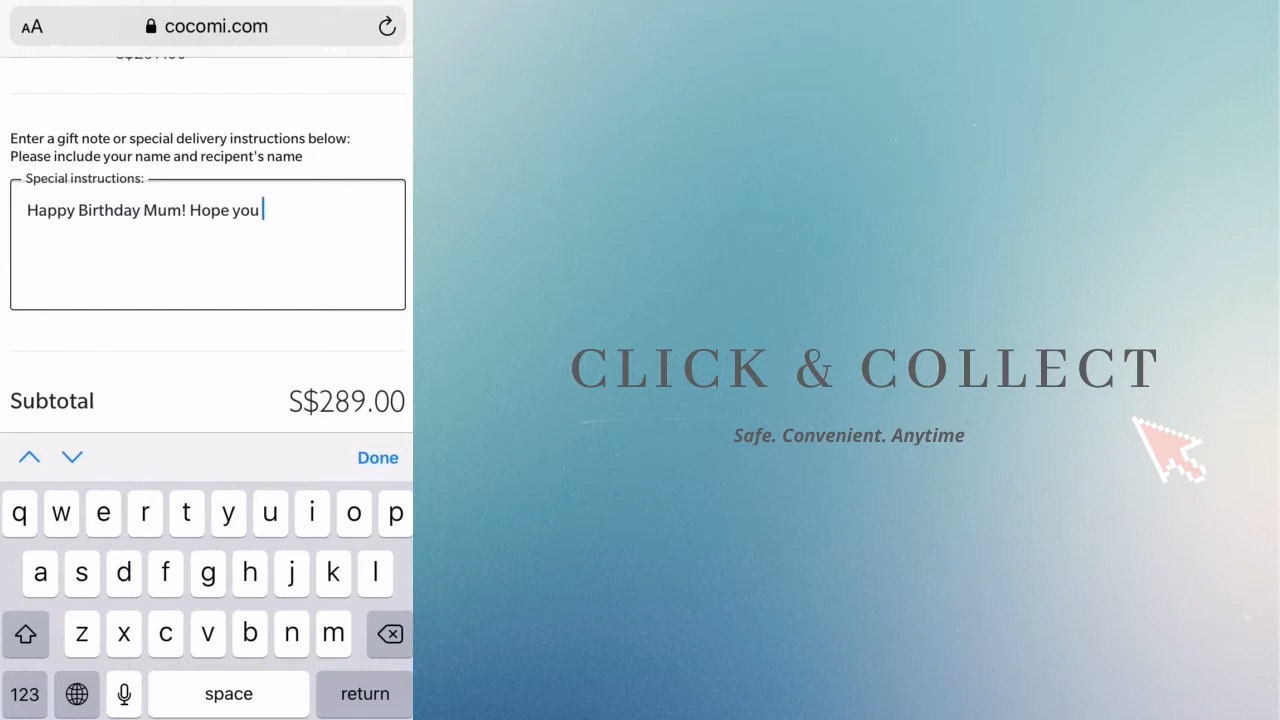 AA cocomi.com
Enter a gift note or special delivery instructions below:
Please include your name and recipent's name
Special instructions:
Happy Birthday Mum! Hope you
Subtotal S$289.00
Done
q w e r t y u i o p
a s d f g h j k l
z x c v b n m
123 space return
CLICK & COLLECT
Safe. Convenient. Anytime